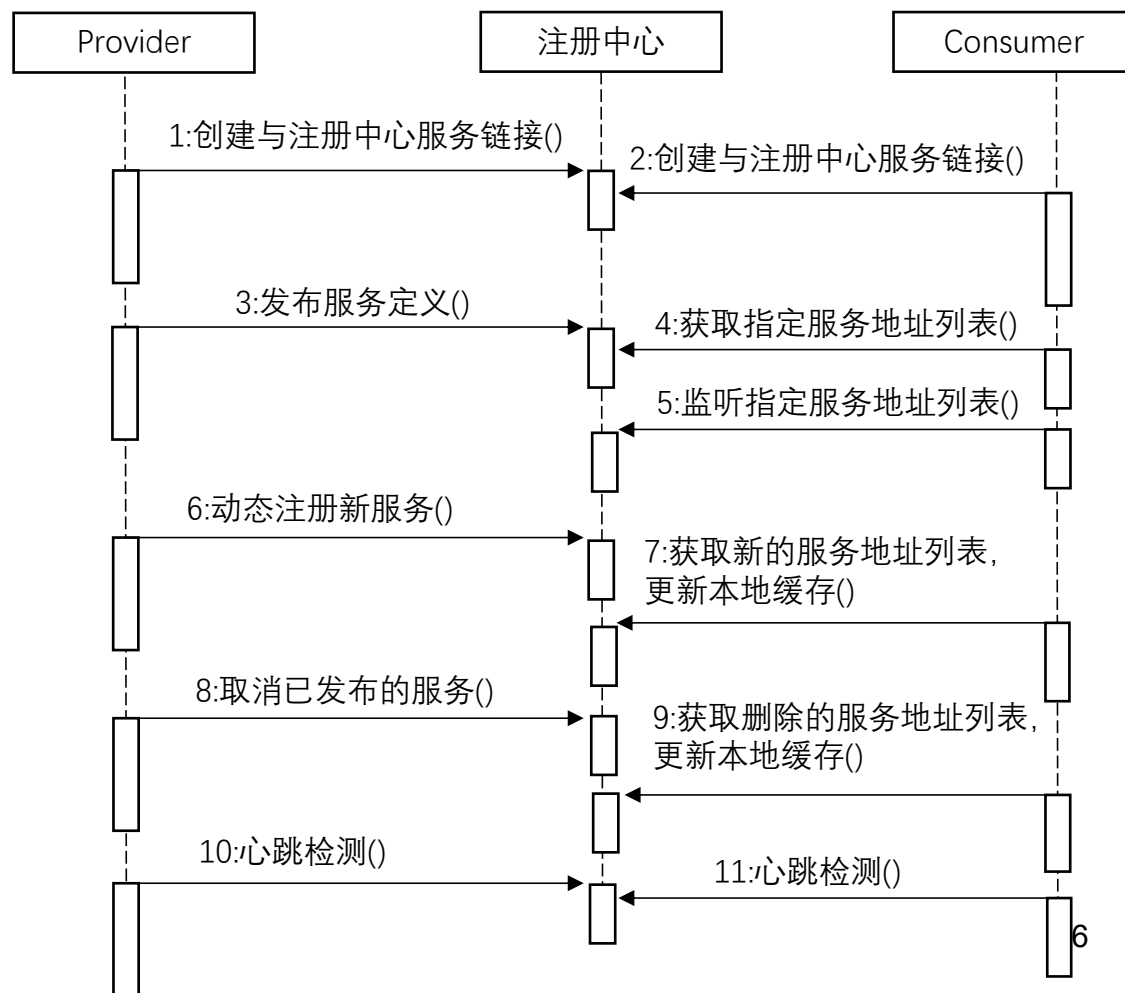 Provider
注册中心
Consumer
1:创建与注册中心服务链接()
2:创建与注册中心服务链接()
3:发布服务定义()
4:获取指定服务地址列表()
5:监听指定服务地址列表()
6:动态注册新服务()
7:获取新的服务地址列表,
更新本地缓存()
8:取消已发布的服务()
9:获取删除的服务地址列表,
更新本地缓存()
10:心跳检测()
11:心跳检测()
6